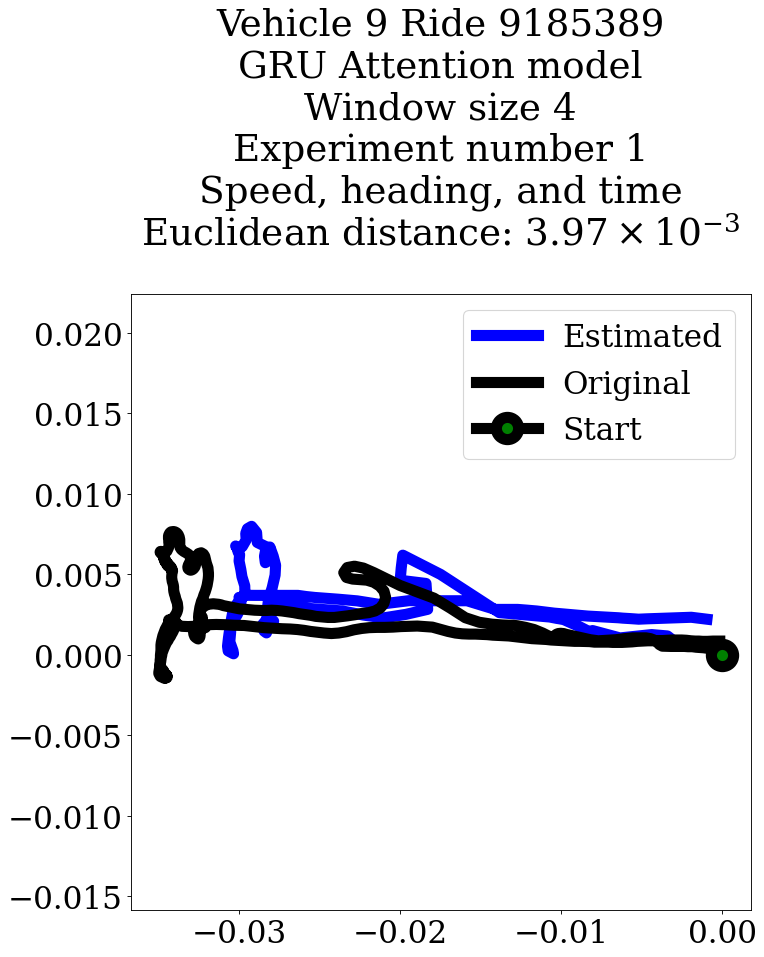 Vehicle 9 Ride 9185389
GRU Attention model
Window size 4
Experiment number 1
Speed, heading, and time
Euclidean distance: 3.97 × 10⁻³
Estimated
Original
Start
0.020
0.015
0.010
0.005
0.000
−0.005
−0.010
−0.015
−0.03 −0.02 −0.01 0.00